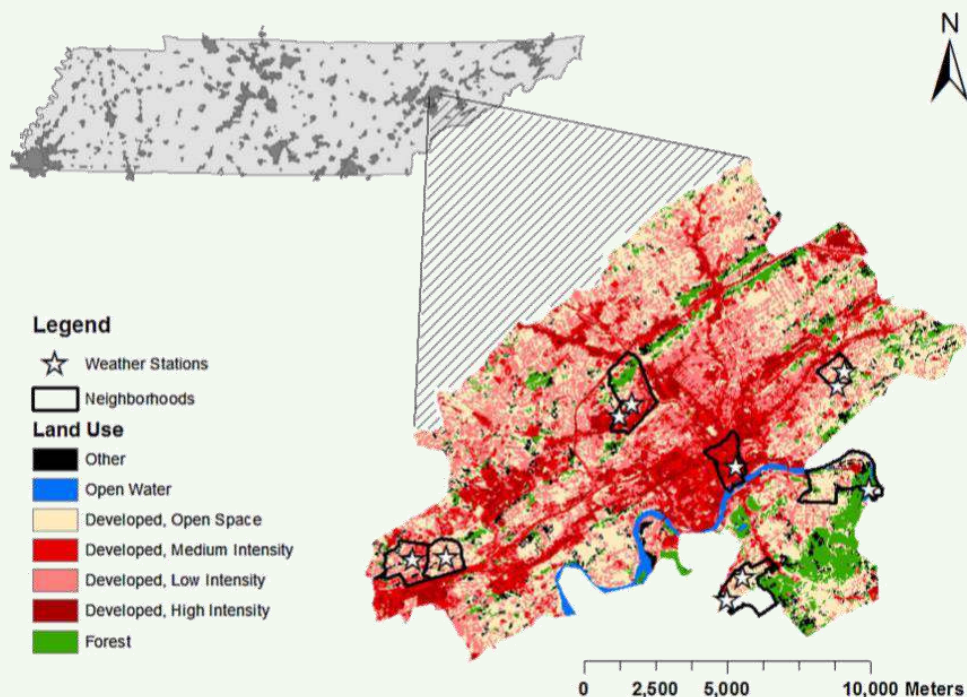 N
Legend
Weather Stations
Neighborhoods
Land Use
Other
Open Water
Developed, Open Space
Developed, Medium Intensity
Developed, Low Intensity
Developed, High Intensity
Forest
0 2,500 5,000 10,000 Meters